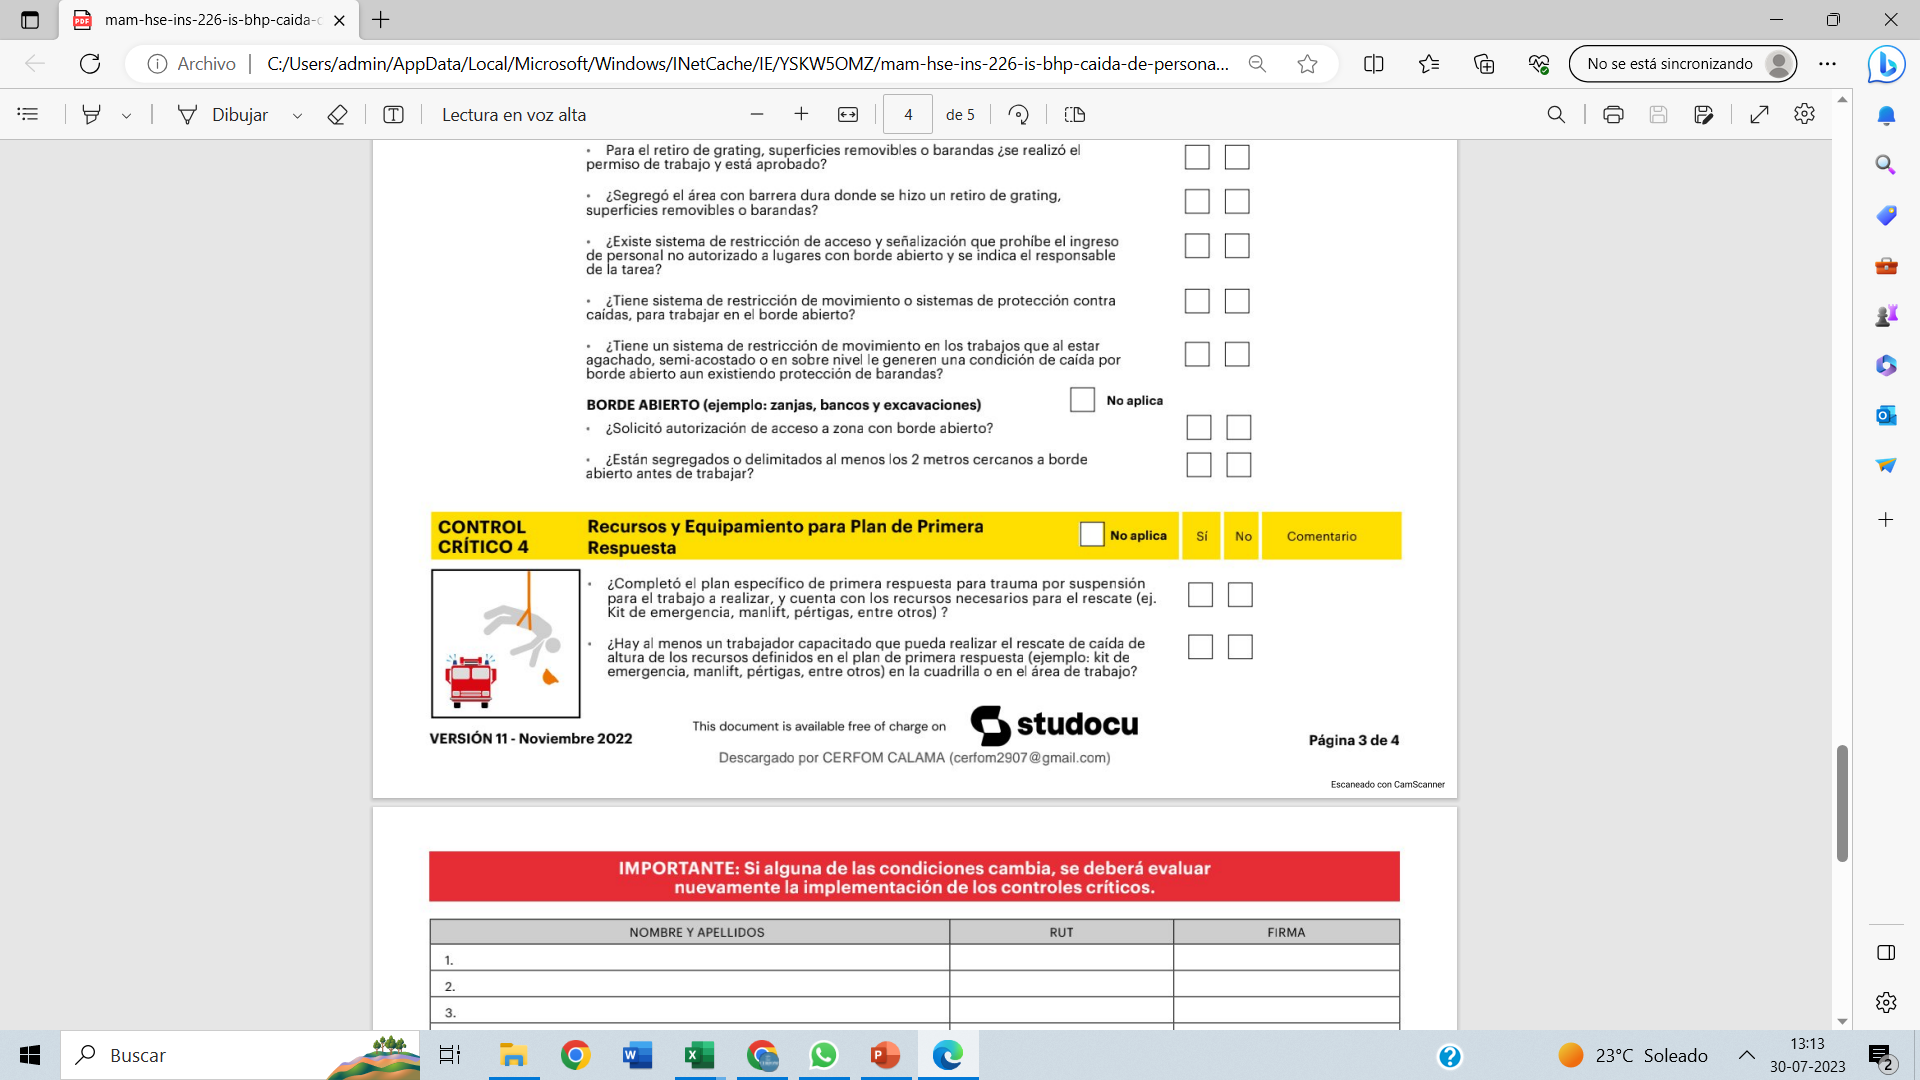 mam-hse-ins-226-is-bhp-caida-
Archivo
C:/Users/admin/AppData/Local/Microsoft/Windows/INetCache/IE/YSKW5OMZ/mam-hse-ins-226-is-bhp-caida-de-persona...
No se está sincronizando
Dibujar
Lectura en voz alta
4
de 5
• Para el retiro de grating, superficies removibles o barandas ¿se realizó el
permiso de trabajo y está aprobado?
• ¿Segregó el área con barrera dura donde se hizo un retiro de grating,
superficies removibles o barandas?
• ¿Existe sistema de restricción de acceso y señalización que prohíbe el ingreso
de personal no autorizado a lugares con borde abierto y se indica el responsable
de la tarea?
• ¿Tiene sistema de restricción de movimiento o sistemas de protección contra
caídas, para trabajar en el borde abierto?
• ¿Tiene un sistema de restricción de movimiento en los trabajos que al estar
agachado, semi-acostado o en sobre nivel le generen una condición de caída por
borde abierto aun existiendo protección de barandas?
BORDE ABIERTO (ejemplo: zanjas, bancos y excavaciones)
No aplica
• ¿Solicitó autorización de acceso a zona con borde abierto?
• ¿Están segregados o delimitados al menos los 2 metros cercanos a borde
abierto antes de trabajar?
CONTROL
CRÍTICO 4
Recursos y Equipamiento para Plan de Primera
Respuesta
No aplica
Sí
No
Comentario
• ¿Completó el plan específico de primera respuesta para trauma por suspensión
para el trabajo a realizar, y cuenta con los recursos necesarios para el rescate (ej.
Kit de emergencia, manlift, pértigas, entre otros) ?
• ¿Hay al menos un trabajador capacitado que pueda realizar el rescate de caída de
altura de los recursos definidos en el plan de primera respuesta (ejemplo: kit de
emergencia, manlift, pértigas, entre otros) en la cuadrilla o en el área de trabajo?
This document is available free of charge on
studocu
VERSIÓN 11 - Noviembre 2022
Página 3 de 4
Descargado por CERFOM CALAMA (cerfom2907@gmail.com)
Escaneado con CamScanner
IMPORTANTE: Si alguna de las condiciones cambia, se deberá evaluar
nuevamente la implementación de los controles críticos.
NOMBRE Y APELLIDOS
RUT
FIRMA
1.
2.
3.
Buscar
23°C Soleado
13:13
30-07-2023
2